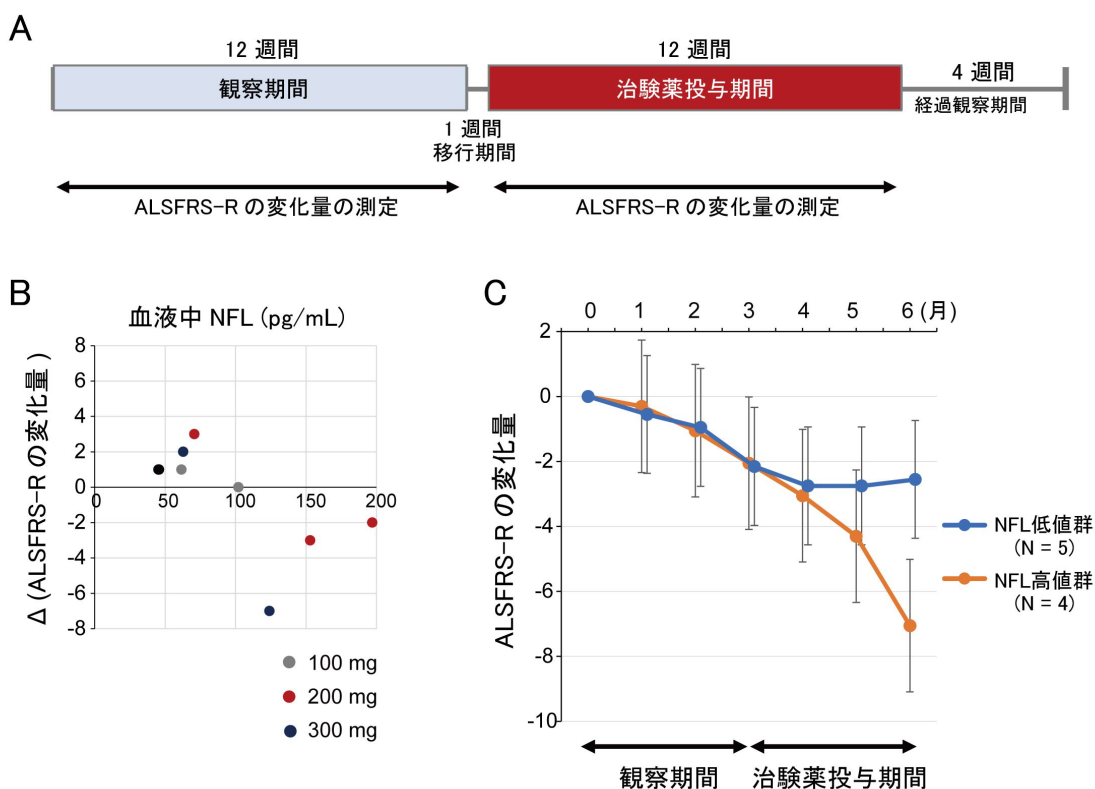 A
12 週間
12 週間
4 週間
観察期間
治験薬投与期間
経過観察期間
1 週間
移行期間
ALSFRS-R の変化量の測定
ALSFRS-R の変化量の測定
B
血液中 NFL (pg/mL)
Δ (ALSFRS-R の変化量)
8
6
4
2
0
-2
-4
-6
-8
0
50
100
150
200
100 mg
200 mg
300 mg
C
0 1 2 3 4 5 6 (月)
ALSFRS-R の変化量
2
0
-2
-4
-6
-8
-10
NFL低値群
(N = 5)
NFL高値群
(N = 4)
観察期間
治験薬投与期間